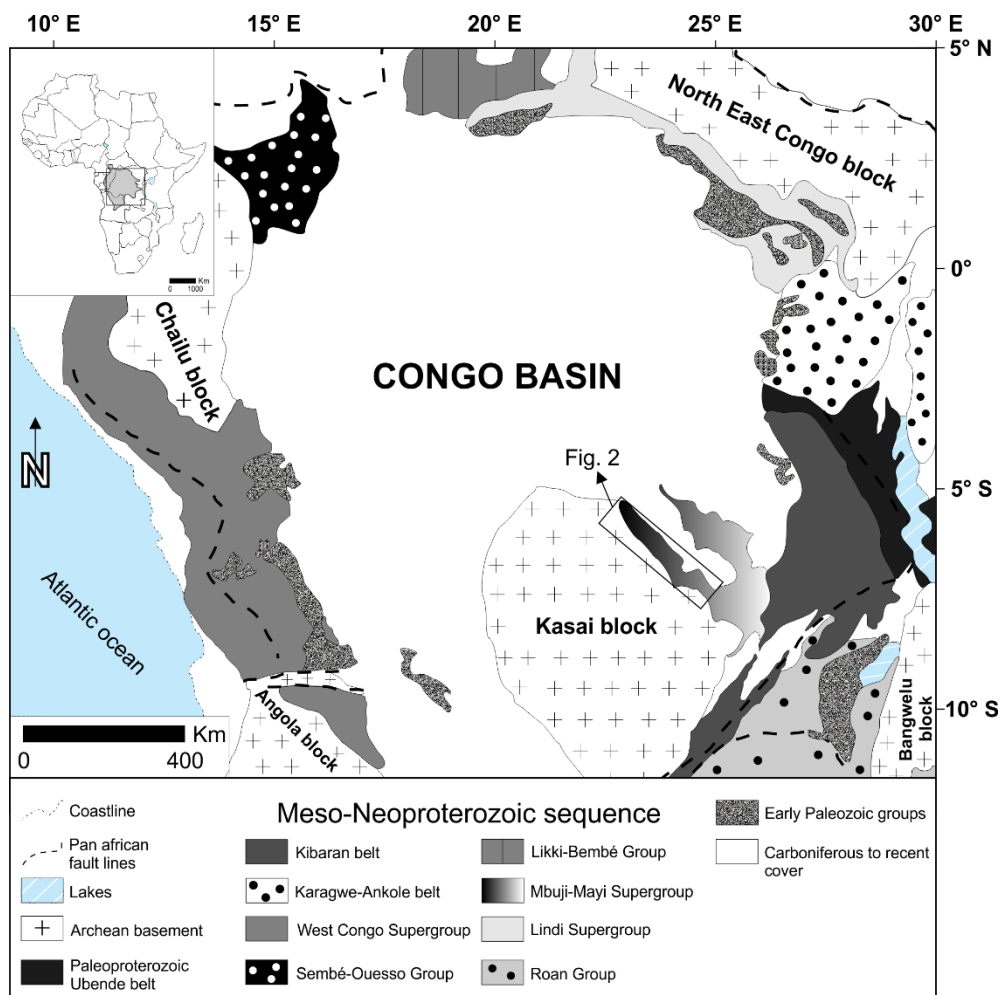 10° E
15° E
20° E
25° E
30° E
5° N
0°
5° S
10° S
Km
0 1000
North East Congo block
Chailu block
CONGO BASIN
N
Fig. 2
Atlantic ocean
Kasai block
Angola block
Bangwelu
block
Km
0 400
Coastline
Pan african
fault lines
Lakes
Archean basement
Paleoproterozoic
Ubende belt
Meso-Neoproterozoic sequence
Kibaran belt
Karagwe-Ankole belt
West Congo Supergroup
Sembé-Ouesso Group
Likki-Bembé Group
Mbuji-Mayi Supergroup
Lindi Supergroup
Roan Group
Early Paleozoic groups
Carboniferous to recent
cover